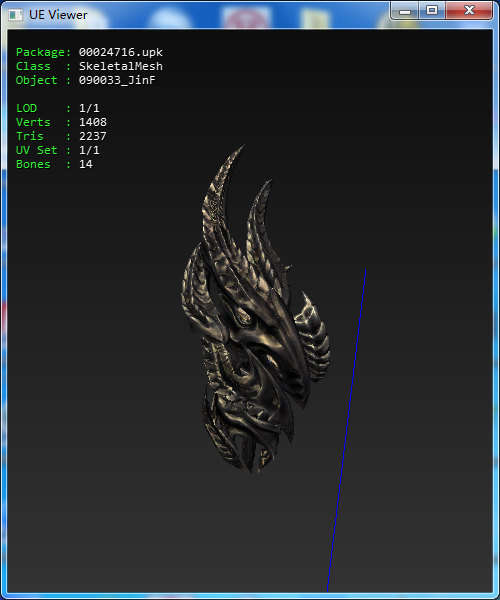 UE Viewer
Package: 00024716.upk
Class : SkeletalMesh
Object : 090033_JinF
LOD : 1/1
Verts : 1408
Tris : 2237
UV Set : 1/1
Bones : 14